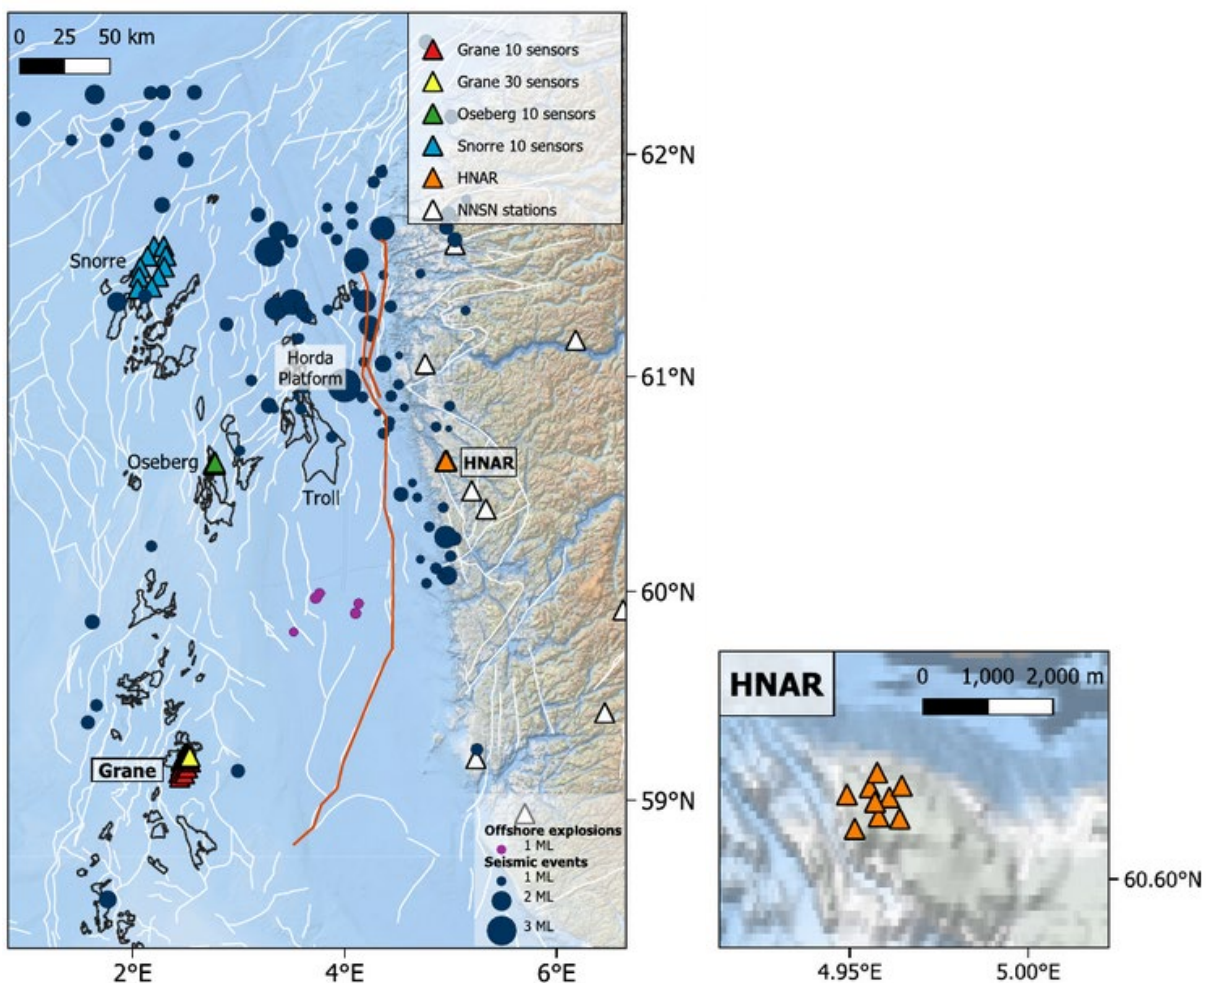 0 25 50 km
Grane 10 sensors
Grane 30 sensors
Oseberg 10 sensors
Snorre 10 sensors
HNAR
NNSN stations
62°N
Snorre
Horda
Platform
61°N
Oseberg
HNAR
Troll
60°N
Grane
59°N
Offshore explosions
1 ML
Seismic events
1 ML
2 ML
3 ML
2°E 4°E 6°E
HNAR
0 1,000 2,000 m
60.60°N
4.95°E 5.00°E